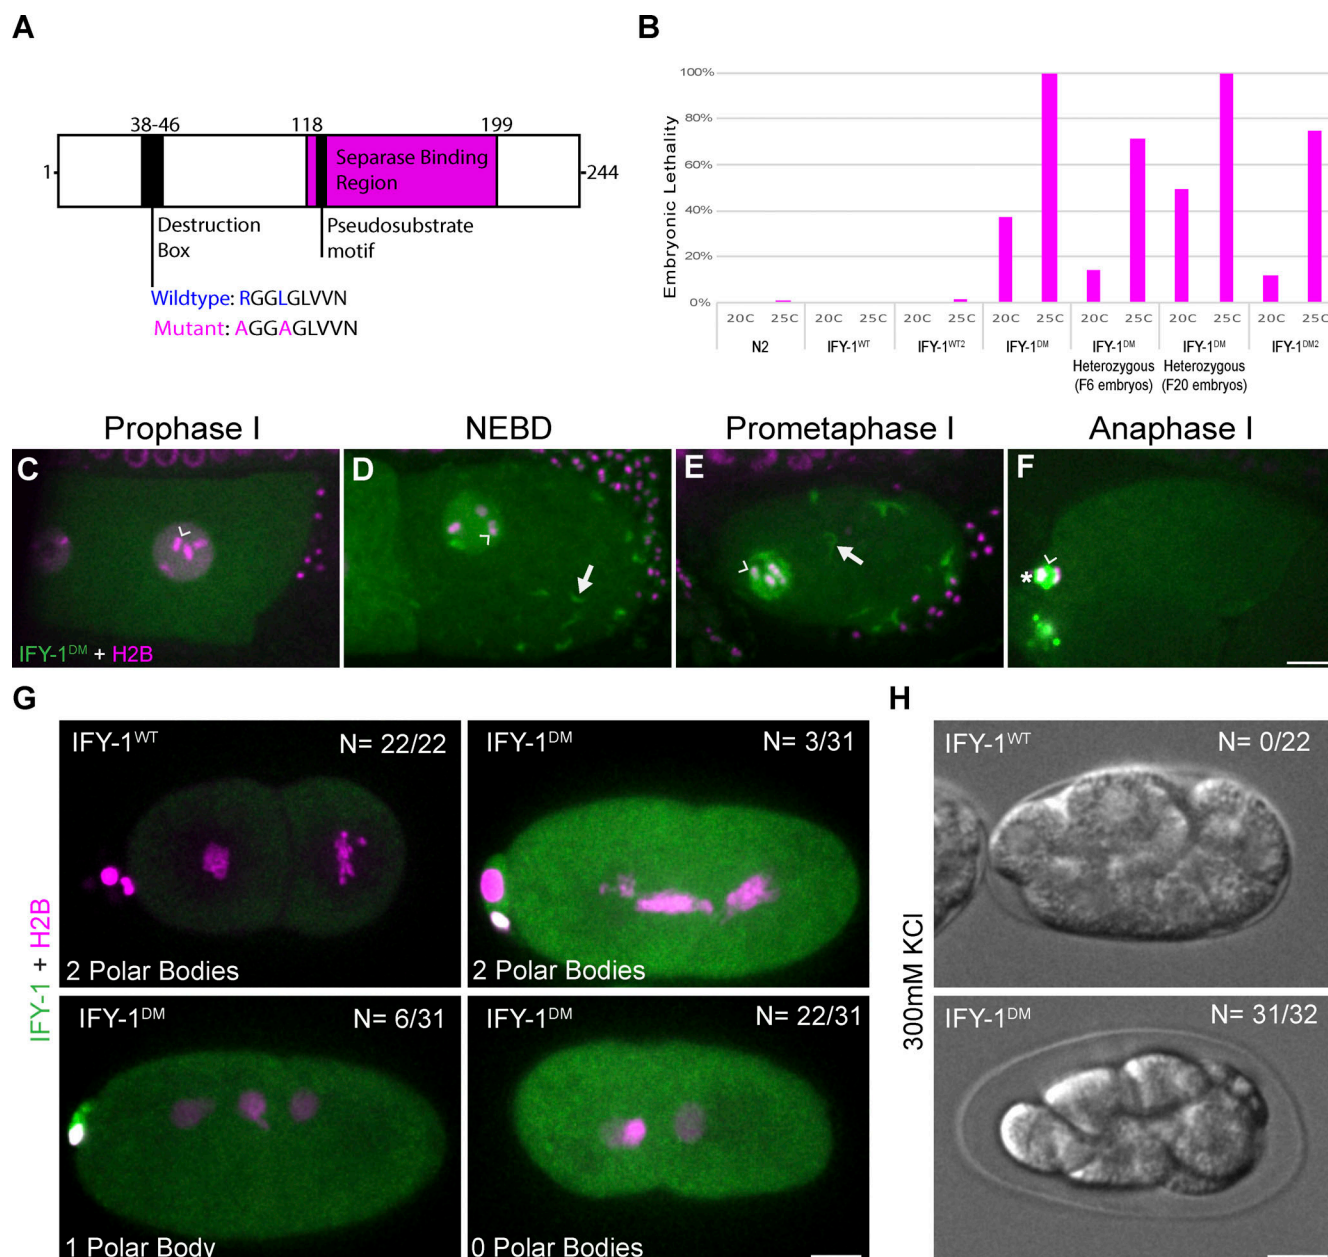 A
38-46
118
199
1
Separase Binding
Region
244
Destruction
Box
Pseudosubstrate
motif
Wildtype: RGGLGLVVN
Mutant: AGGAGLVVN
B
Embryonic Lethality
100%
80%
60%
40%
20%
0%
20C 25C 20C 25C 20C 25C 20C 25C 20C 25C 20C 25C 20C 25C
N2 IFY-1WT IFY-1WT2 IFY-1DM IFY-1DM IFY-1DM IFY-1DM2
Heterozygous Heterozygous
(F6 embryos) (F20 embryos)
Prophase I NEBD Prometaphase I Anaphase I
C
IFY-1DM + H2B
D
E
F
*
G
IFY-1 + H2B
IFY-1WT N= 22/22
2 Polar Bodies
IFY-1DM N= 3/31
2 Polar Bodies
IFY-1DM N= 6/31
1 Polar Body
IFY-1DM N= 22/31
0 Polar Bodies
H
300mM KCl
IFY-1WT N= 0/22
IFY-1DM N= 31/32